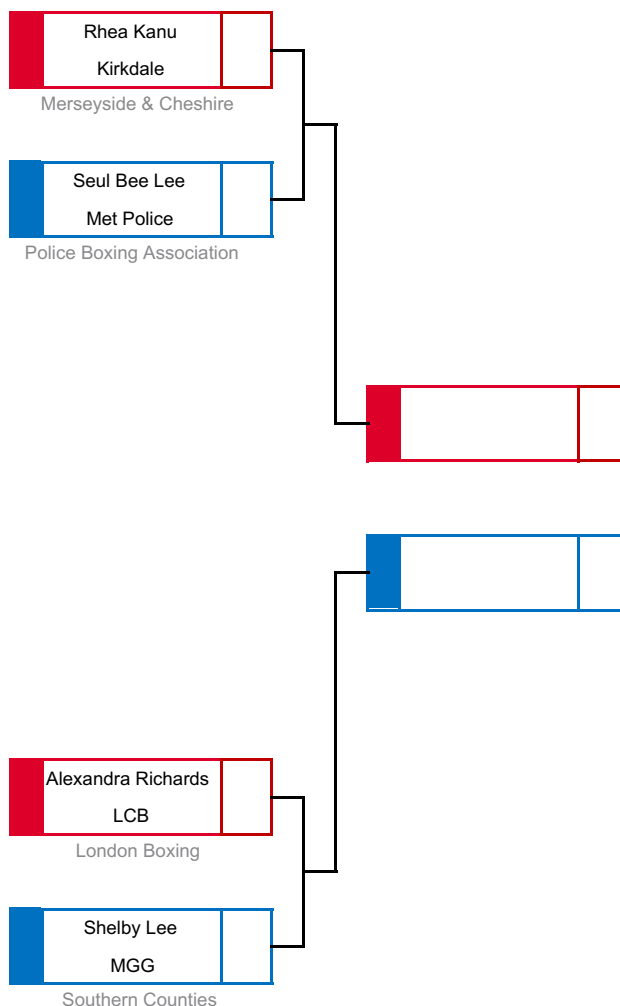 Rhea Kanu
Kirkdale
Merseyside & Cheshire
Seul Bee Lee
Met Police
Police Boxing Association
Alexandra Richards
LCB
London Boxing
Shelby Lee
MGG
Southern Counties